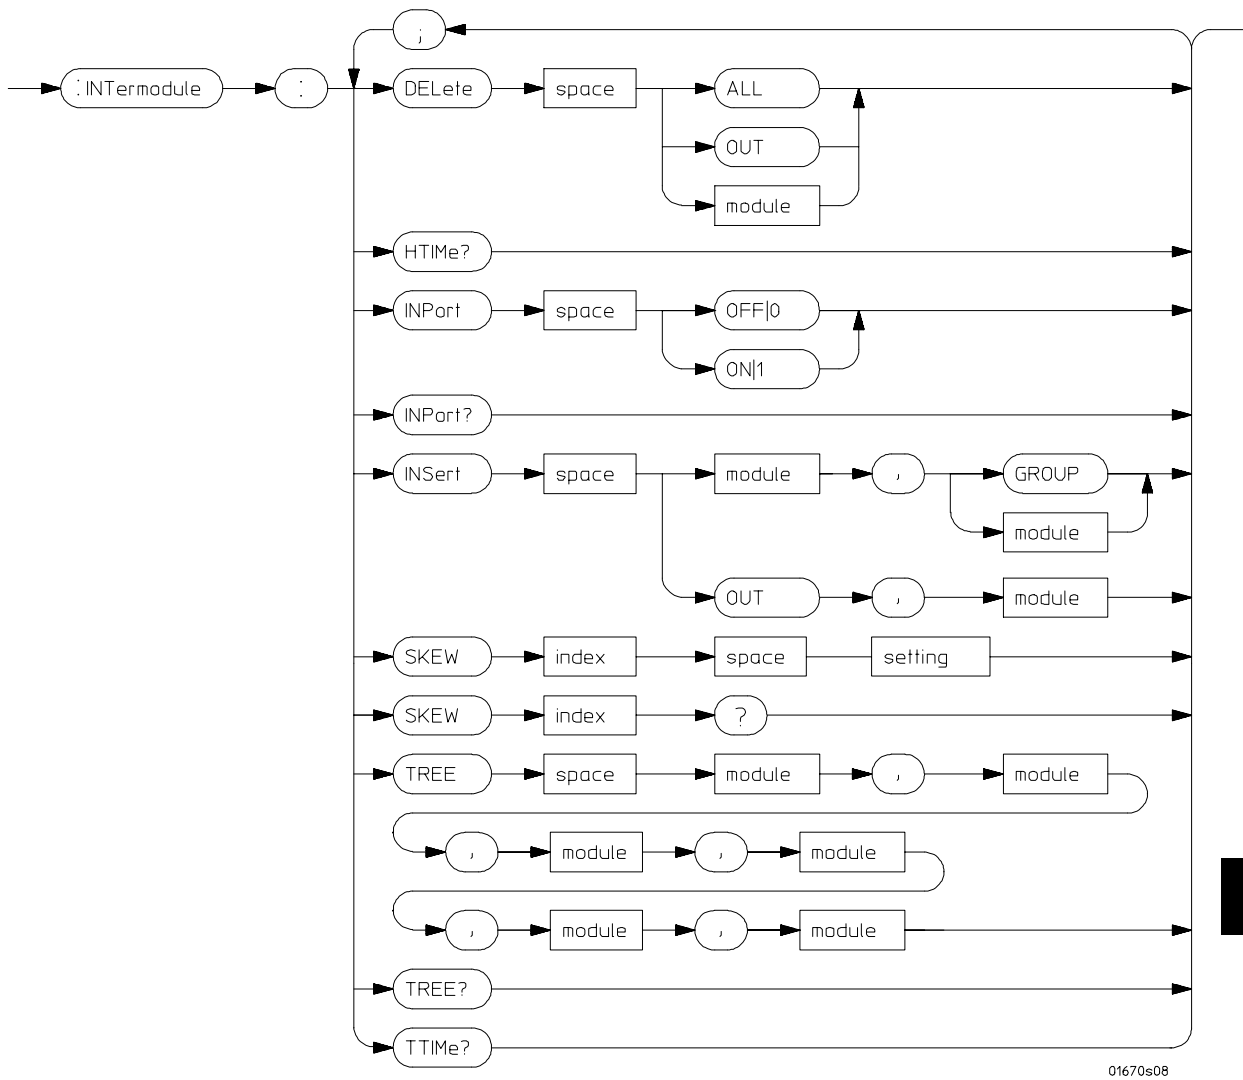 ;
:INTermodule : DELete space ALL
OUT
module
HTIMe?
INPort space OFF|0
ON|1
INPort?
INSert space module , GROUP
module
OUT , module
SKEW index space setting
SKEW index ?
TREE space module , module
, module , module
, module , module
TREE?
TTIMe?
01670s08